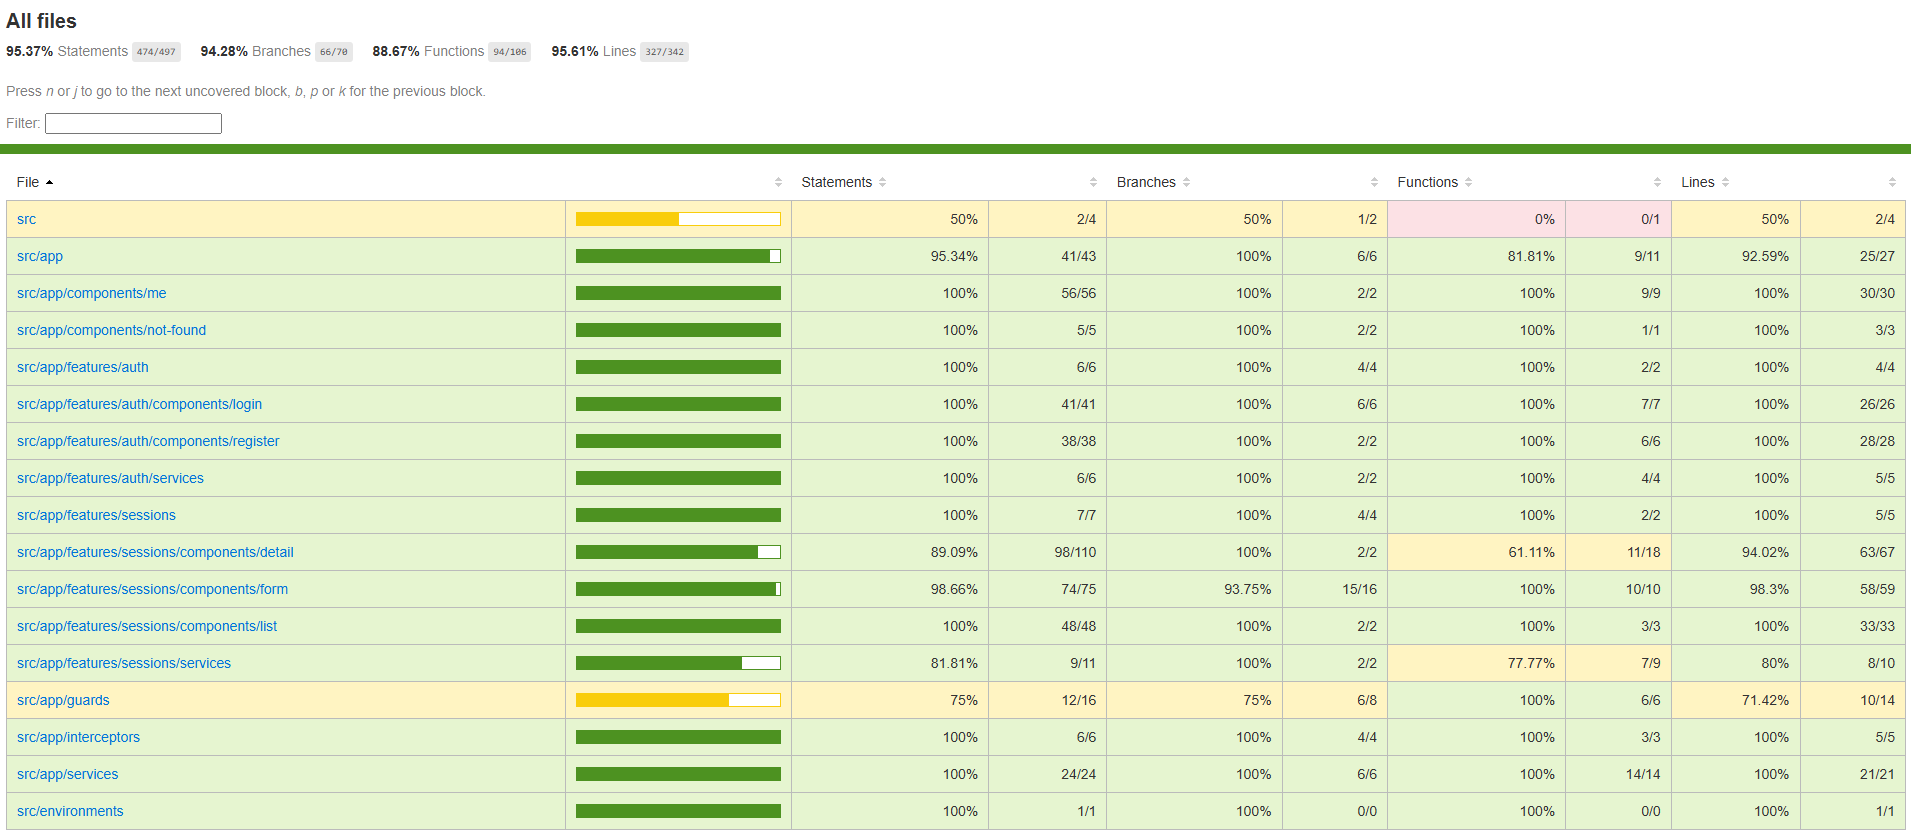 All files
95.37% Statements 474/497 94.28% Branches 66/70 88.67% Functions 94/106 95.61% Lines 327/342
Press n or j to go to the next uncovered block, b, p or k for the previous block.
Filter:
File Statements Branches Functions Lines
src 50% 2/4 50% 1/2 0% 0/1 50% 2/4
src/app 95.34% 41/43 100% 6/6 81.81% 9/11 92.59% 25/27
src/app/components/me 100% 56/56 100% 2/2 100% 9/9 100% 30/30
src/app/components/not-found 100% 5/5 100% 2/2 100% 1/1 100% 3/3
src/app/features/auth 100% 6/6 100% 4/4 100% 2/2 100% 4/4
src/app/features/auth/components/login 100% 41/41 100% 6/6 100% 7/7 100% 26/26
src/app/features/auth/components/register 100% 38/38 100% 2/2 100% 6/6 100% 28/28
src/app/features/auth/services 100% 6/6 100% 2/2 100% 4/4 100% 5/5
src/app/features/sessions 100% 7/7 100% 4/4 100% 2/2 100% 5/5
src/app/features/sessions/components/detail 89.09% 98/110 100% 2/2 61.11% 11/18 94.02% 63/67
src/app/features/sessions/components/form 98.66% 74/75 93.75% 15/16 100% 10/10 98.3% 58/59
src/app/features/sessions/components/list 100% 48/48 100% 2/2 100% 3/3 100% 33/33
src/app/features/sessions/services 81.81% 9/11 100% 2/2 77.77% 7/9 80% 8/10
src/app/guards 75% 12/16 75% 6/8 100% 6/6 71.42% 10/14
src/app/interceptors 100% 6/6 100% 4/4 100% 3/3 100% 5/5
src/app/services 100% 24/24 100% 6/6 100% 14/14 100% 21/21
src/environments 100% 1/1 100% 0/0 100% 0/0 100% 1/1